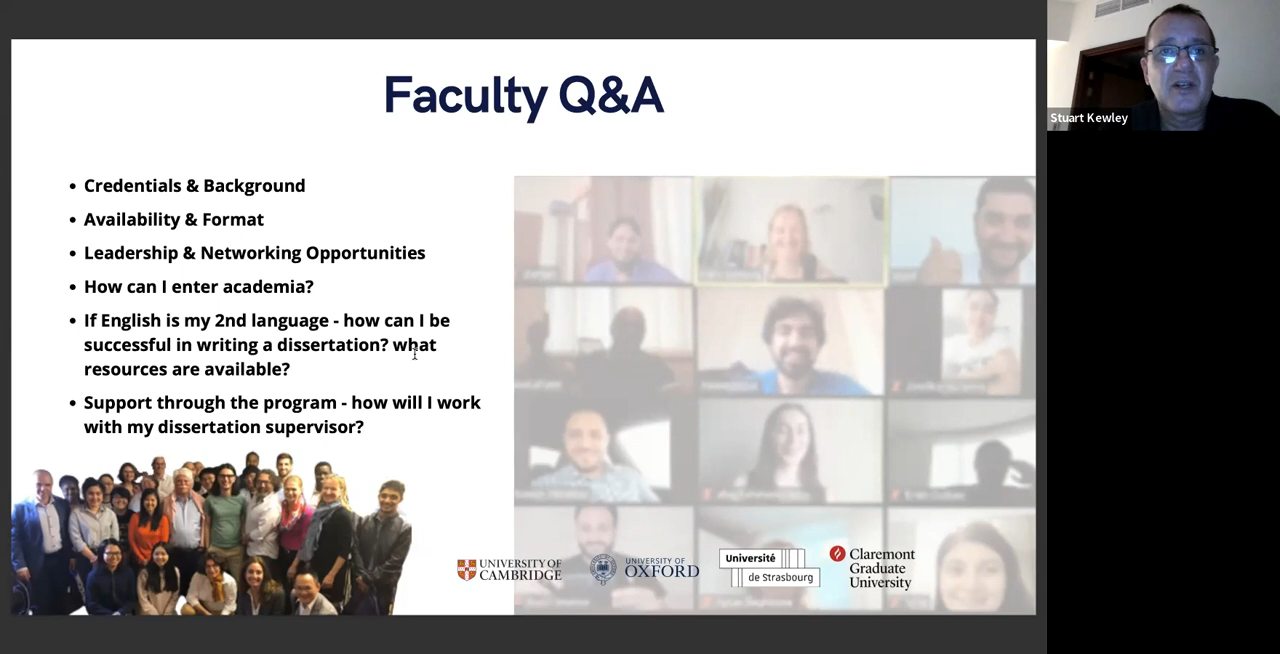 Faculty Q&A
Stuart Kewley
• Credentials & Background
• Availability & Format
• Leadership & Networking Opportunities
• How can I enter academia?
• If English is my 2nd language - how can I be
successful in writing a dissertation? what
resources are available?
• Support through the program - how will I work
with my dissertation supervisor?
UNIVERSITY OF
CAMBRIDGE
UNIVERSITY OF
OXFORD
Université
de Strasbourg
Claremont
Graduate
University